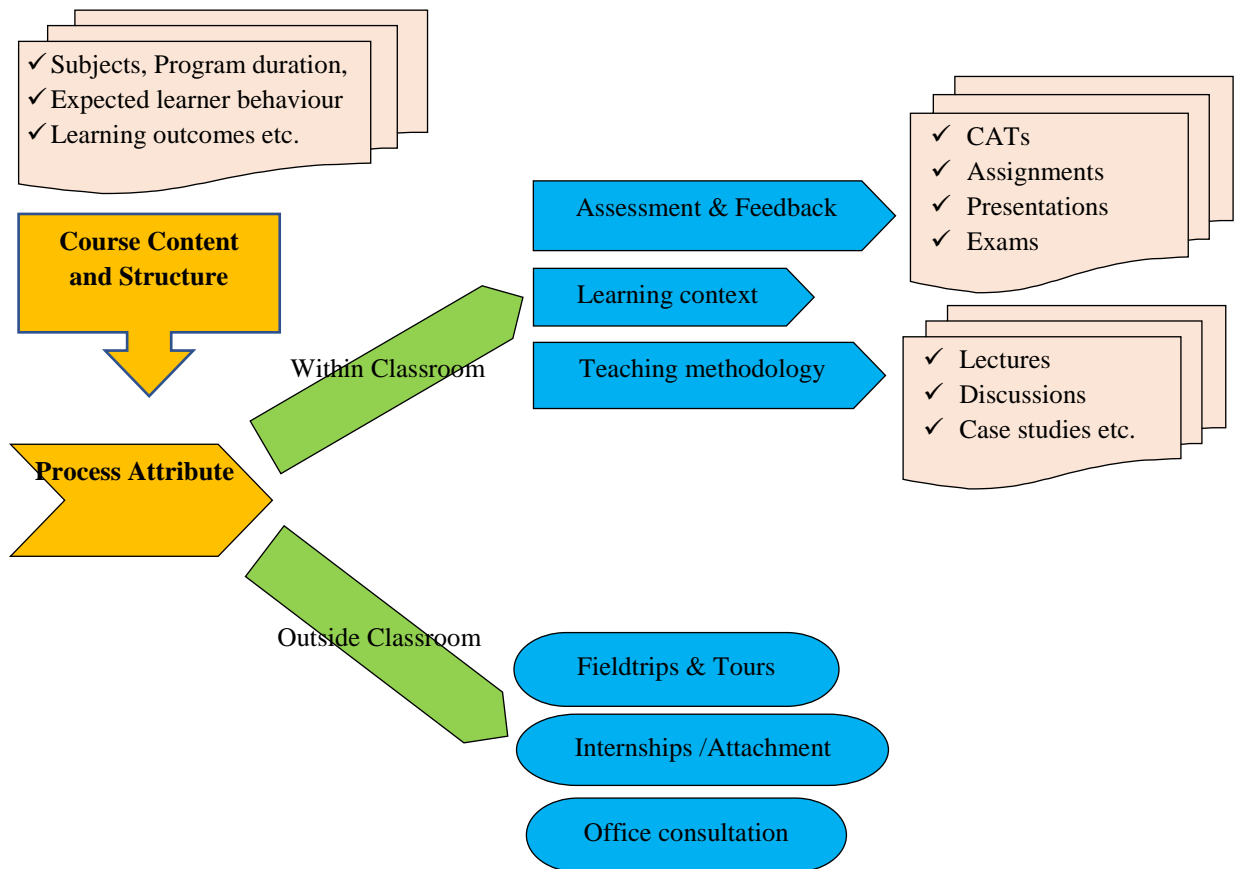 ✓ Subjects, Program duration,
✓ Expected learner behaviour
✓ Learning outcomes etc.
Course Content
and Structure
Process Attribute
Within Classroom
Assessment & Feedback
Learning context
Teaching methodology
✓ CATs
✓ Assignments
✓ Presentations
✓ Exams
✓ Lectures
✓ Discussions
✓ Case studies etc.
Outside Classroom
Fieldtrips & Tours
Internships /Attachment
Office consultation